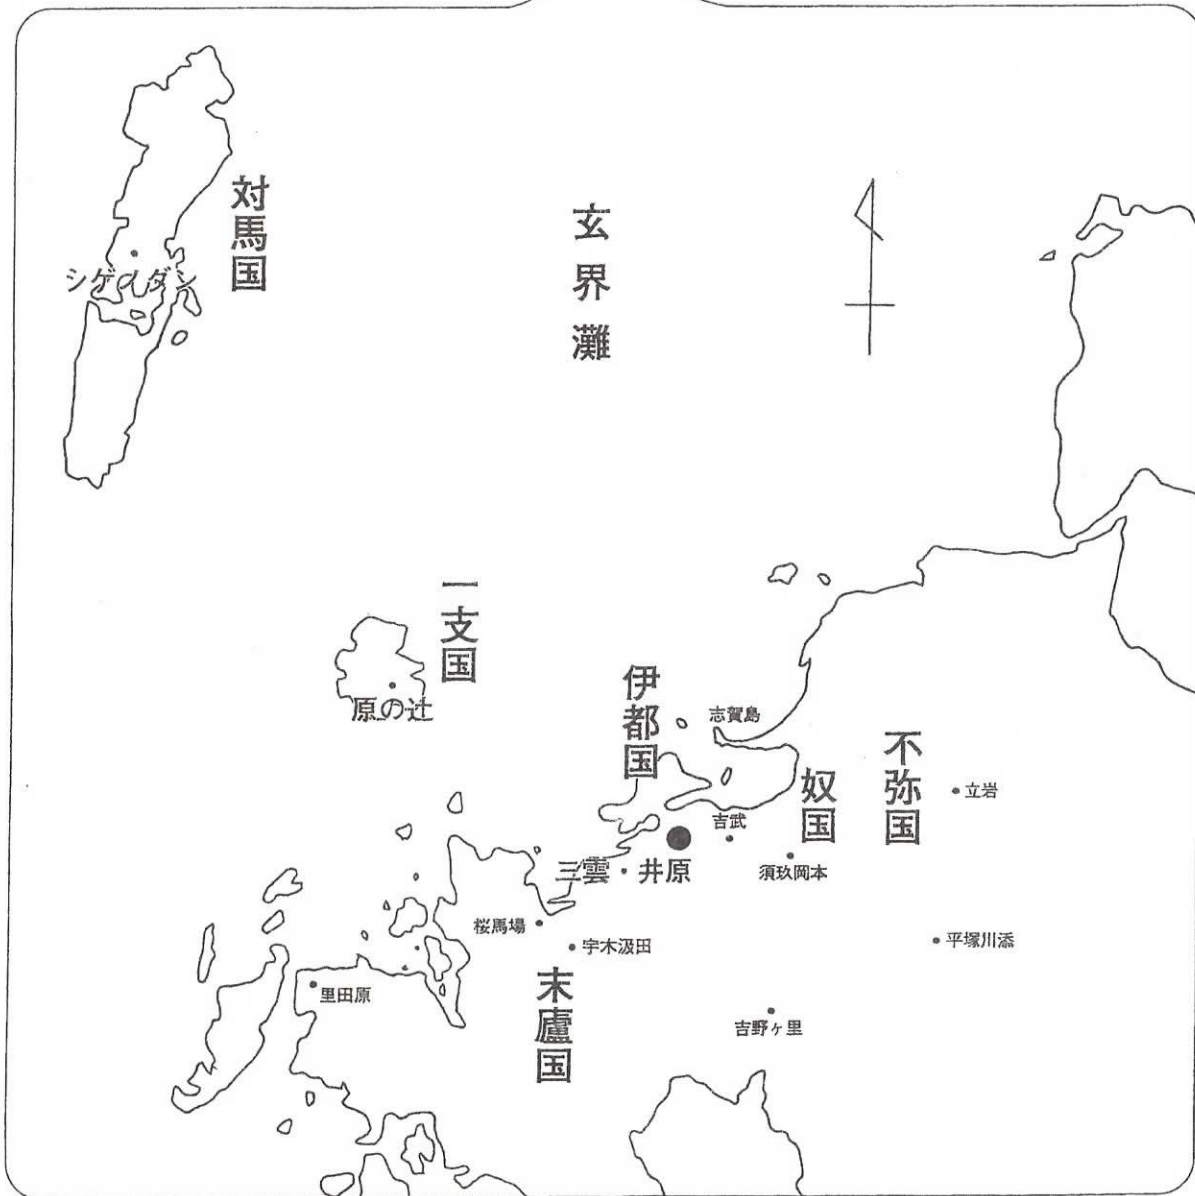 対馬国
シゲノダン
玄界灘
一支国
原の辻
伊都国
志賀島
不弥国
奴国
立岩
吉武
三雲・井原
須玖岡本
桜馬場
宇木汲田
平塚川添
末廬国
里田原
吉野ヶ里